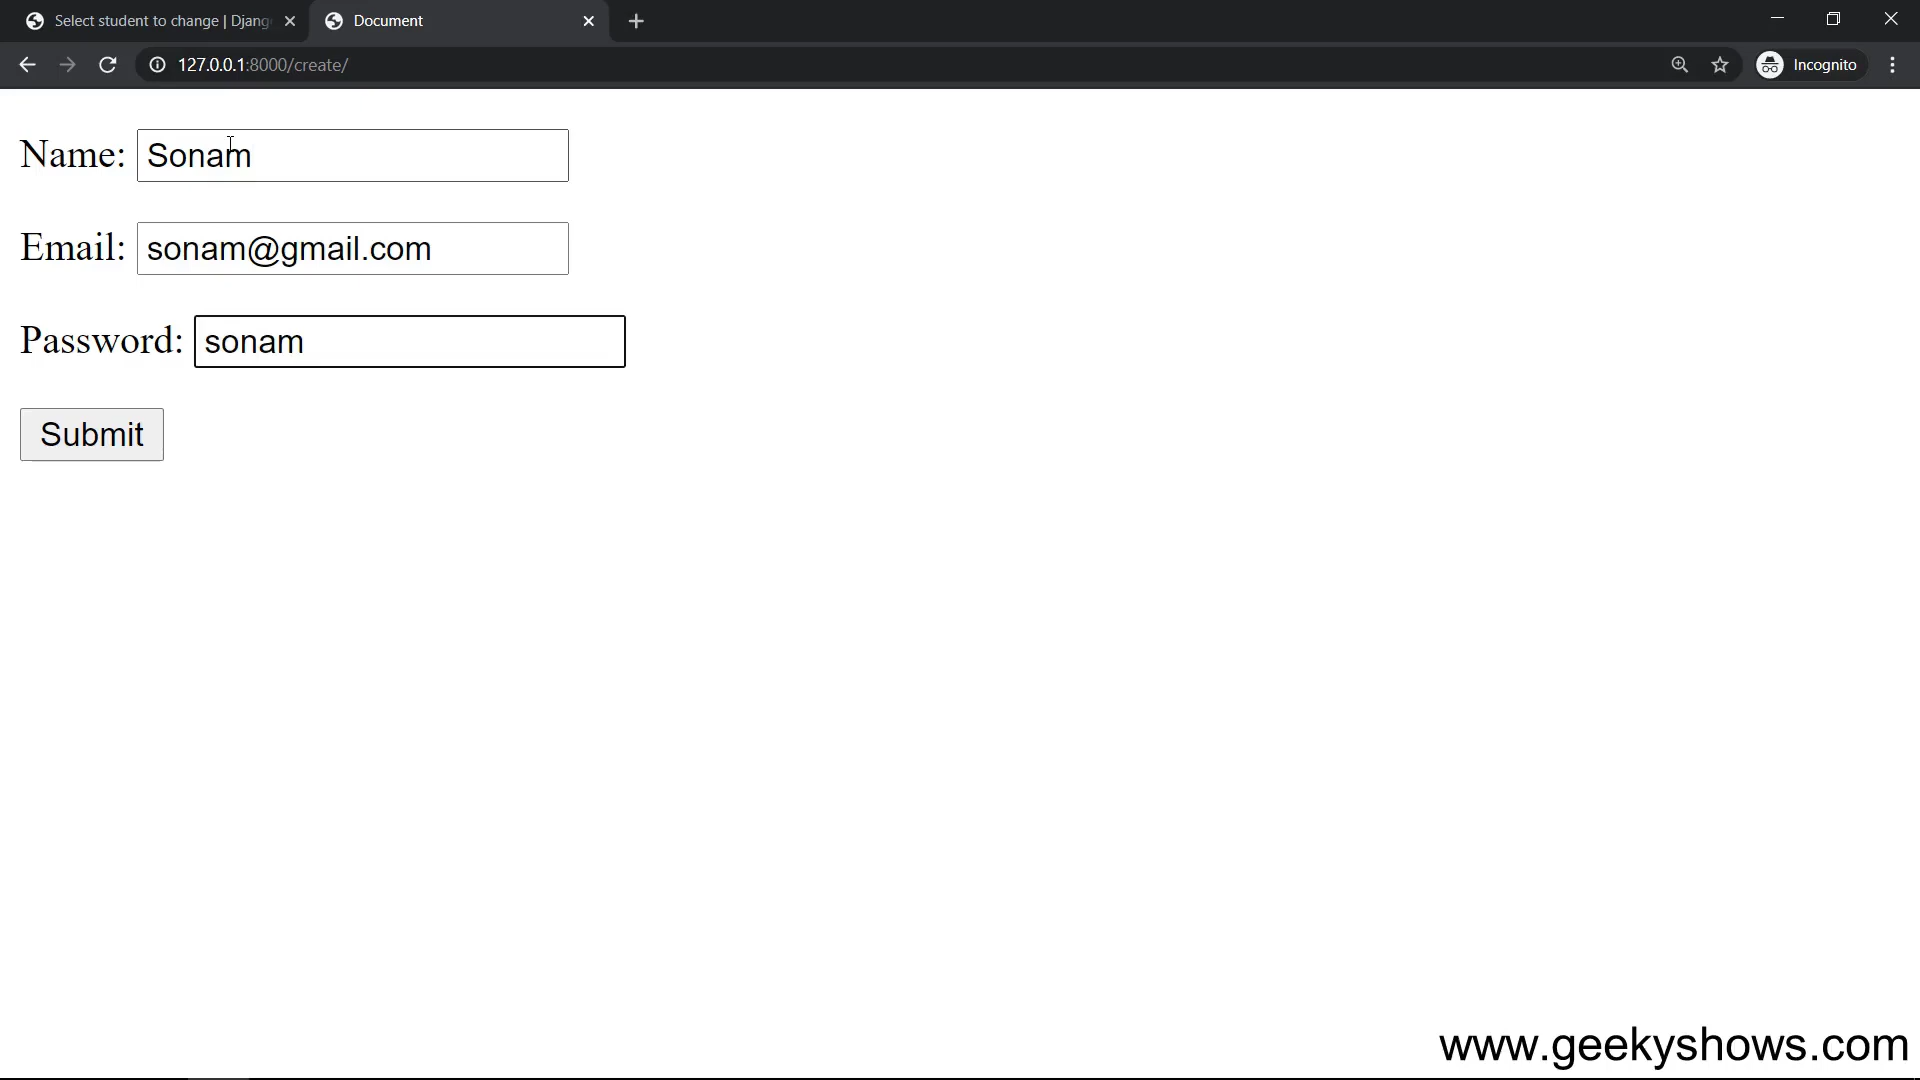 Select student to change | Djang
Document
127.0.0.1:8000/create/
Incognito
Name: Sonam
Email: sonam@gmail.com
Password: sonam
Submit
www.geekyshows.com